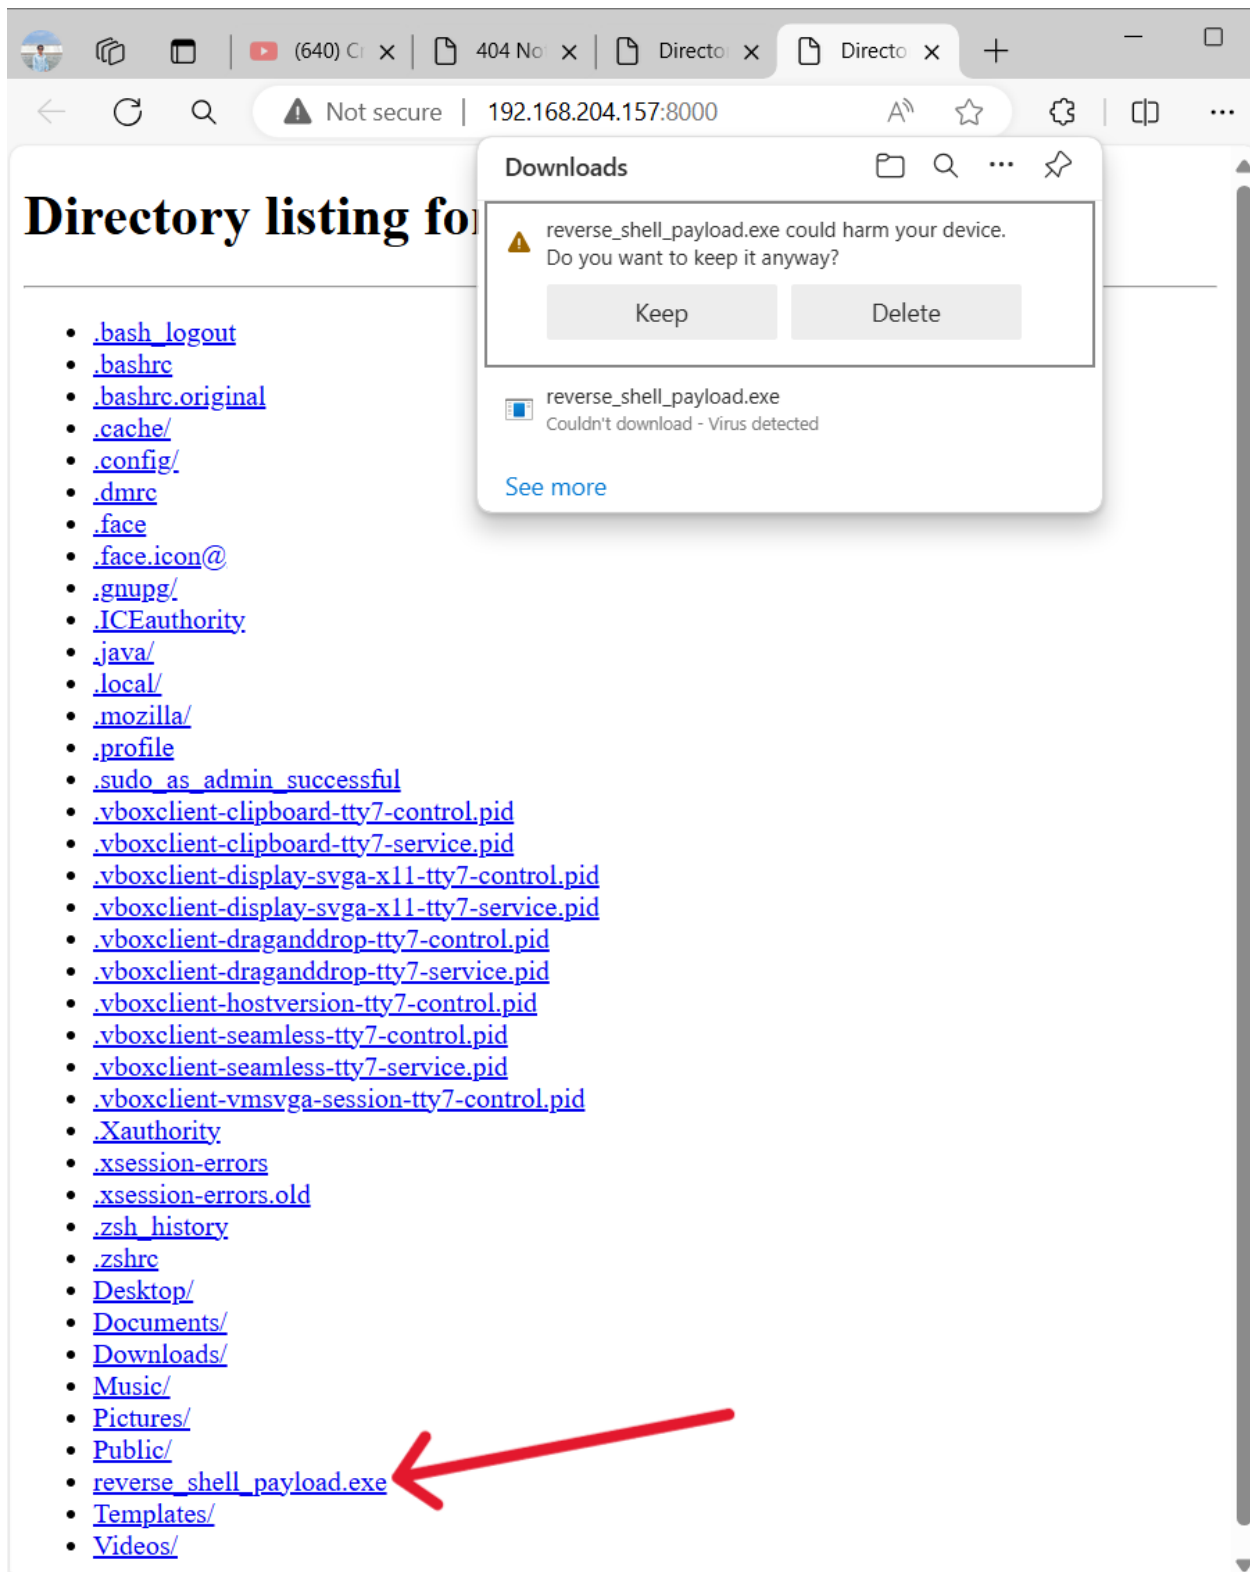 (640) Cr
404 No
Directo
Directo
Not secure
192.168.204.157:8000
Downloads
reverse_shell_payload.exe could harm your device.
Do you want to keep it anyway?
Keep
Delete
reverse_shell_payload.exe
Couldn't download - Virus detected
See more
Directory listing fo
.bash_logout
.bashrc
.bashrc.original
.cache/
.config/
.dmrc
.face
.face.icon@
.gnupg/
.ICEauthority
.java/
.local/
.mozilla/
.profile
.sudo_as_admin_successful
.vboxclient-clipboard-tty7-control.pid
.vboxclient-clipboard-tty7-service.pid
.vboxclient-display-svga-x11-tty7-control.pid
.vboxclient-display-svga-x11-tty7-service.pid
.vboxclient-draganddrop-tty7-control.pid
.vboxclient-draganddrop-tty7-service.pid
.vboxclient-hostversion-tty7-control.pid
.vboxclient-seamless-tty7-control.pid
.vboxclient-seamless-tty7-service.pid
.vboxclient-vmsvga-session-tty7-control.pid
.Xauthority
.xsession-errors
.xsession-errors.old
.zsh_history
.zshrc
Desktop/
Documents/
Downloads/
Music/
Pictures/
Public/
reverse_shell_payload.exe
Templates/
Videos/